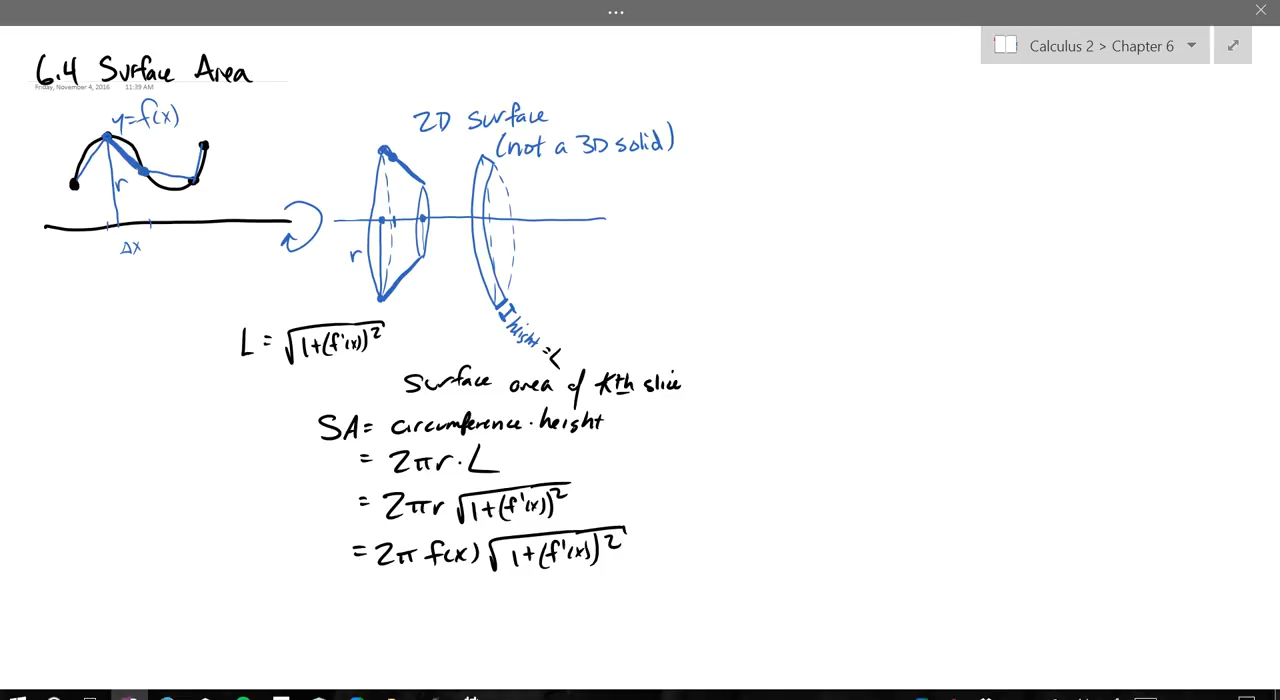 ...
Calculus 2 > Chapter 6
6.4 Surface Area
Friday, November 4, 2016 11:39 AM
y=f(x)
r
Δx
2D surface
(not a 3D solid)
r
I height = L
L = √(1+(f'(x))²)
Surface area of kth slice
SA = circumference · height
= 2πr · L
= 2πr √(1+(f'(x))²)
= 2π f(x) √(1+(f'(x))²)